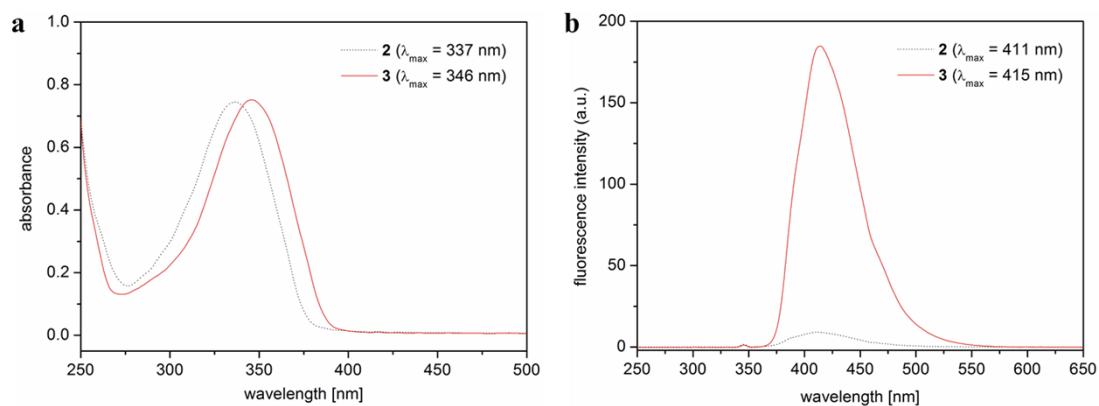 a
1.0
0.8
0.6
0.4
0.2
0.0
absorbance
2 (λmax = 337 nm)
3 (λmax = 346 nm)
250 300 350 400 450 500
wavelength [nm]
b
200
150
100
50
0
fluorescence intensity (a.u.)
2 (λmax = 411 nm)
3 (λmax = 415 nm)
250 300 350 400 450 500 550 600 650
wavelength [nm]